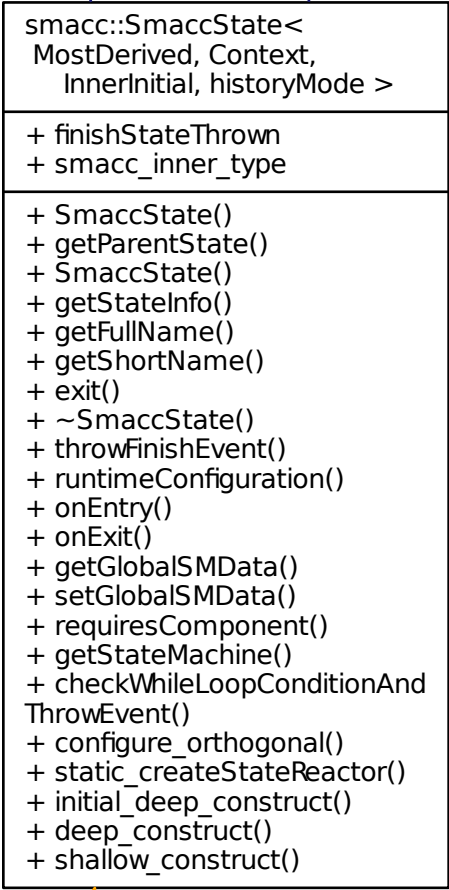 smacc::SmaccState<
MostDerived, Context,
InnerInitial, historyMode >
+ finishStateThrown
+ smacc_inner_type
+ SmaccState()
+ getParentState()
+ SmaccState()
+ getStateInfo()
+ getFullName()
+ getShortName()
+ exit()
+ ~SmaccState()
+ throwFinishEvent()
+ runtimeConfiguration()
+ onEntry()
+ onExit()
+ getGlobalSMData()
+ setGlobalSMData()
+ requiresComponent()
+ getStateMachine()
+ checkWhileLoopConditionAnd
ThrowEvent()
+ configure_orthogonal()
+ static_createStateReactor()
+ initial_deep_construct()
+ deep_construct()
+ shallow_construct()